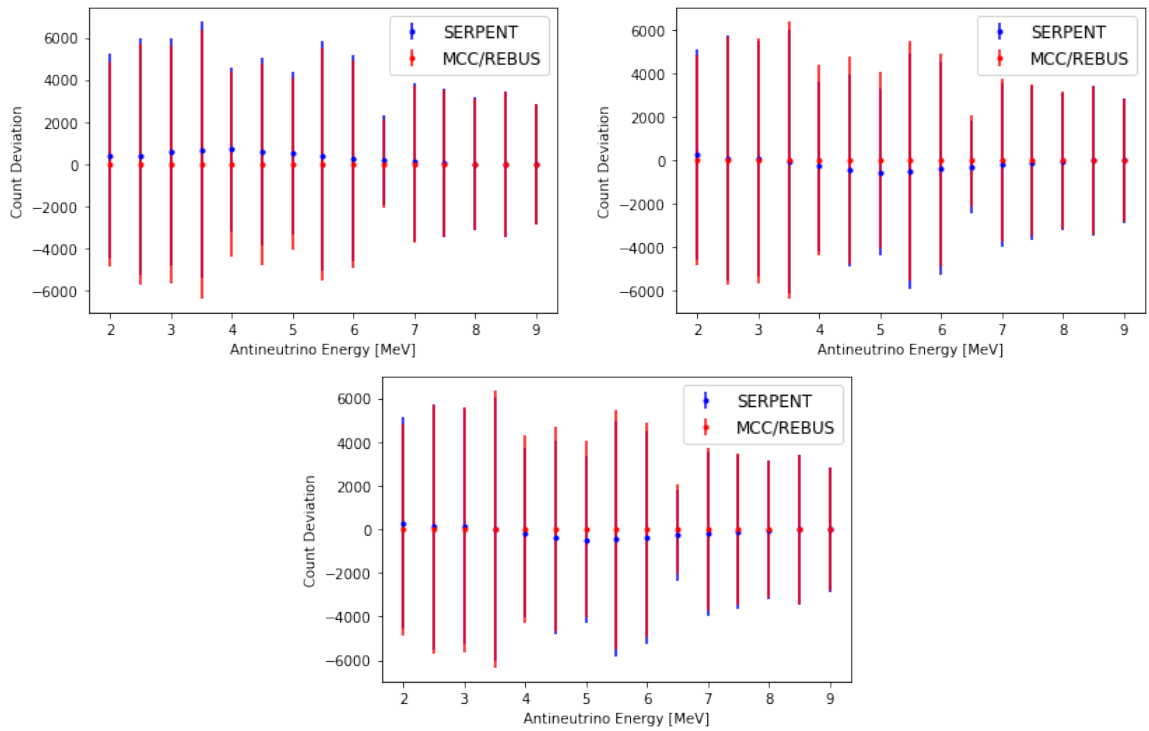 6000
4000
2000
0
−2000
−4000
−6000
Count Deviation
SERPENT
MCC/REBUS
2 3 4 5 6 7 8 9
Antineutrino Energy [MeV]
6000
4000
2000
0
−2000
−4000
−6000
Count Deviation
SERPENT
MCC/REBUS
2 3 4 5 6 7 8 9
Antineutrino Energy [MeV]
6000
4000
2000
0
−2000
−4000
−6000
Count Deviation
SERPENT
MCC/REBUS
2 3 4 5 6 7 8 9
Antineutrino Energy [MeV]